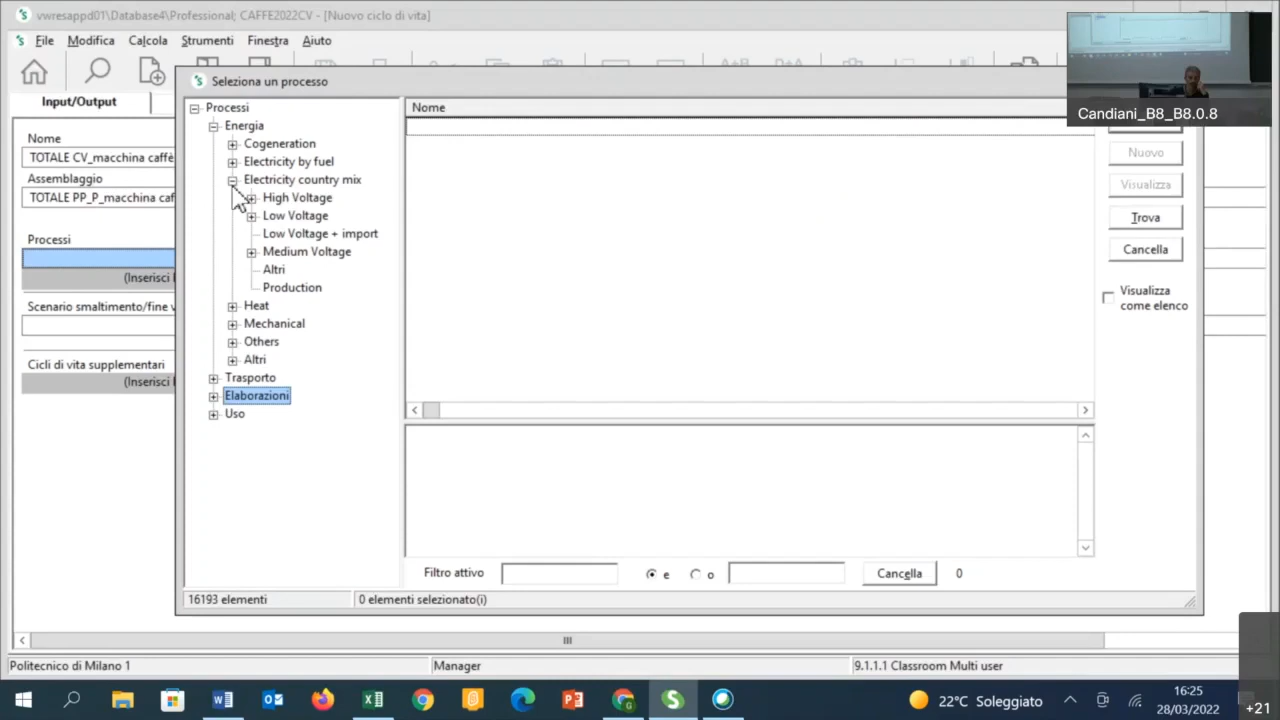 vwresappd01\Database4\Professional; CAFFE2022CV - [Nuovo ciclo di vita]
File Modifica Calcola Strumenti Finestra Aiuto
Candiani_B8_B8.0.8
Input/Output
Nome
TOTALE CV_macchina caffè
Assemblaggio
TOTALE PP_P_macchina caf
Processi
(Inserisci
Scenario smaltimento/fine v
Cicli di vita supplementari
(Inserisci
Seleziona un processo
Processi
Energia
Cogeneration
Electricity by fuel
Electricity country mix
High Voltage
Low Voltage
Low Voltage + import
Medium Voltage
Altri
Production
Heat
Mechanical
Others
Altri
Trasporto
Elaborazioni
Uso
Nome
Nuovo
Visualizza
Trova
Cancella
Visualizza
come elenco
Filtro attivo
e
o
Cancella
0
16193 elementi
0 elementi selezionato(i)
Politecnico di Milano 1
Manager
9.1.1.1 Classroom Multi user
22°C Soleggiato
16:25
28/03/2022
+21